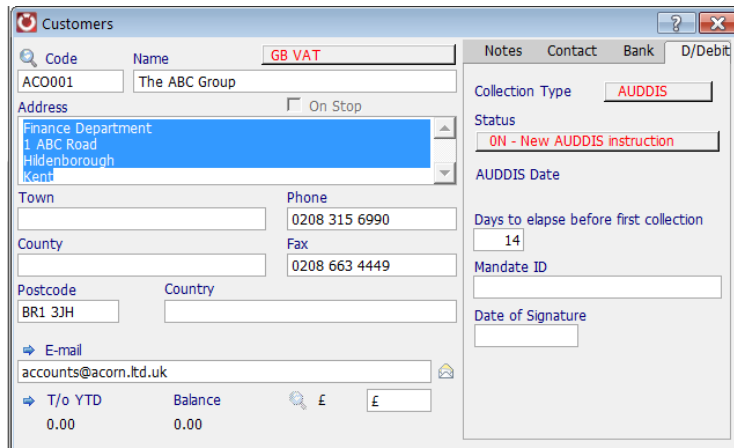 Customers
Code Name GB VAT
ACO001 The ABC Group
Address On Stop
Finance Department
1 ABC Road
Hildenborough
Kent
Town Phone
0208 315 6990
County Fax
0208 663 4449
Postcode Country
BR1 3JH
E-mail
accounts@acorn.ltd.uk
T/o YTD Balance £ £
0.00 0.00
Notes Contact Bank D/Debit
Collection Type AUDDIS
Status
0N - New AUDDIS instruction
AUDDIS Date
Days to elapse before first collection
14
Mandate ID
Date of Signature